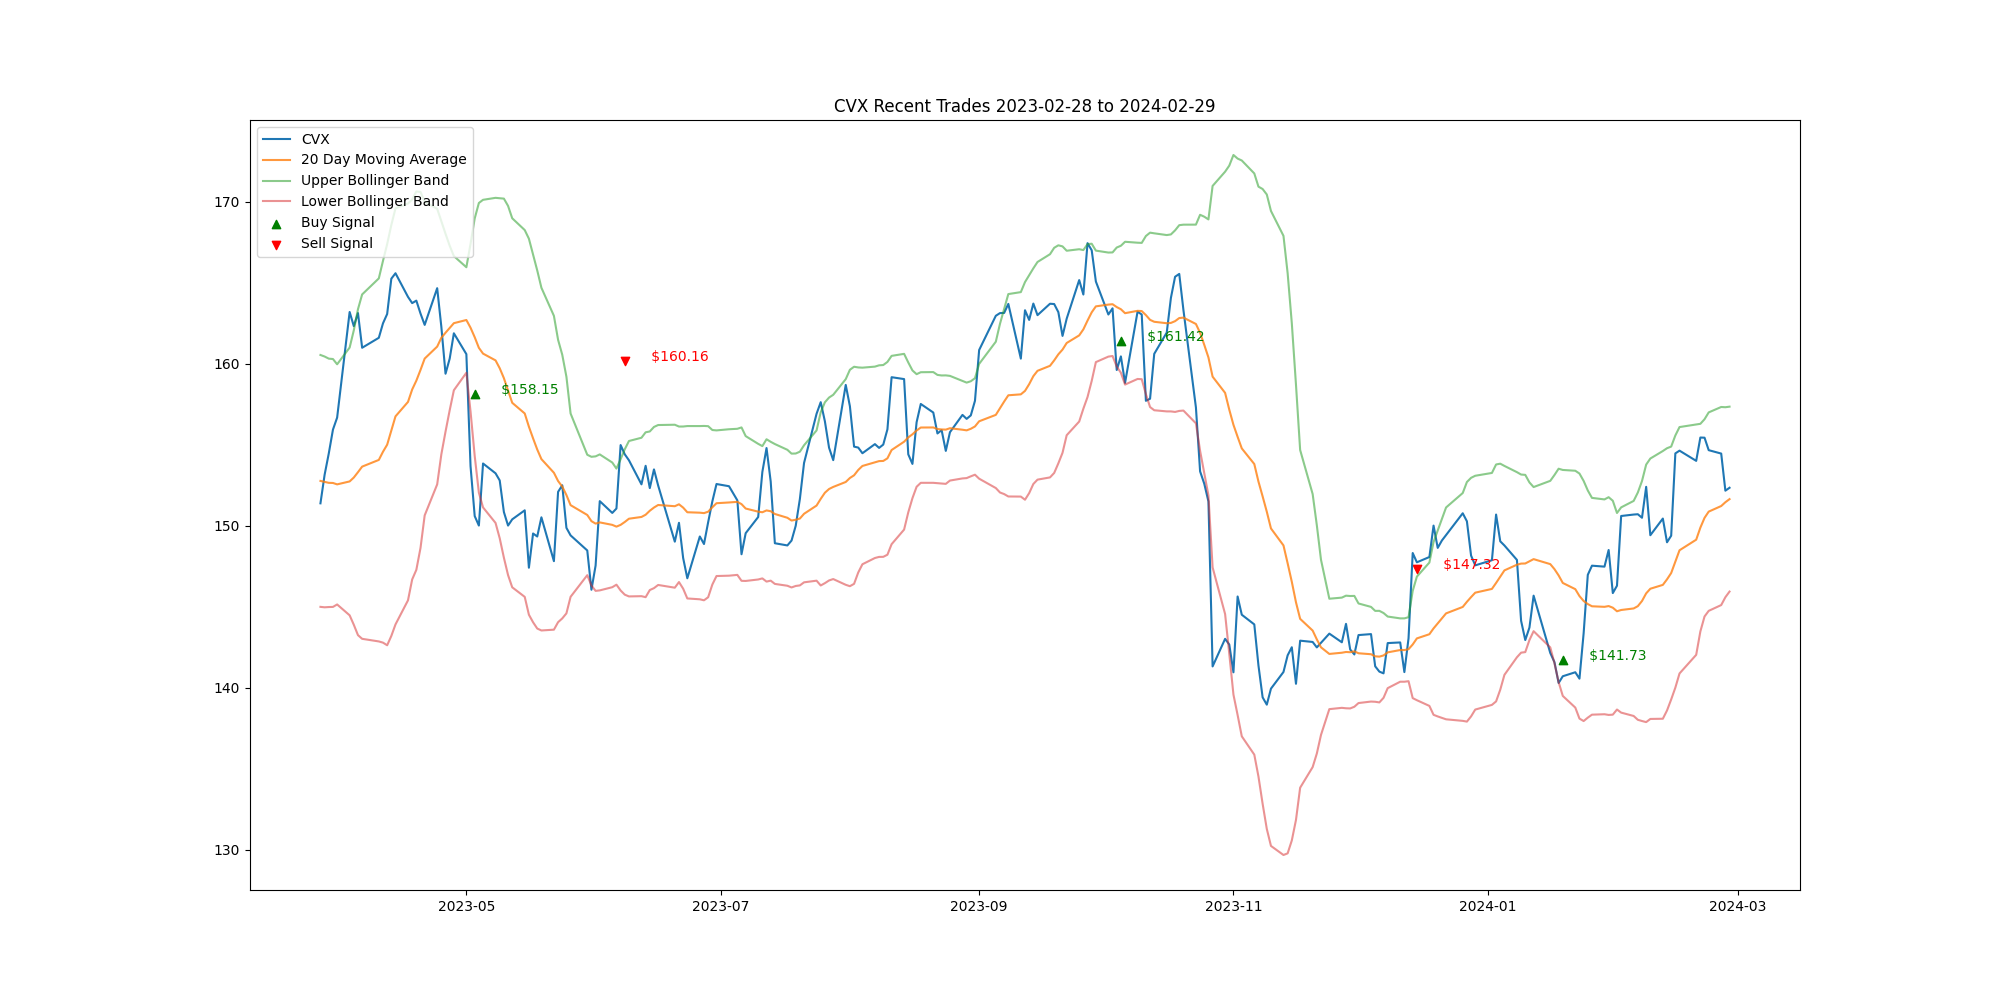 CVX Recent Trades 2023-02-28 to 2024-02-29
CVX
20 Day Moving Average
Upper Bollinger Band
Lower Bollinger Band
Buy Signal
Sell Signal
170
160
150
140
130
$158.15
$160.16
$161.42
$147.32
$141.73
2023-05
2023-07
2023-09
2023-11
2024-01
2024-03